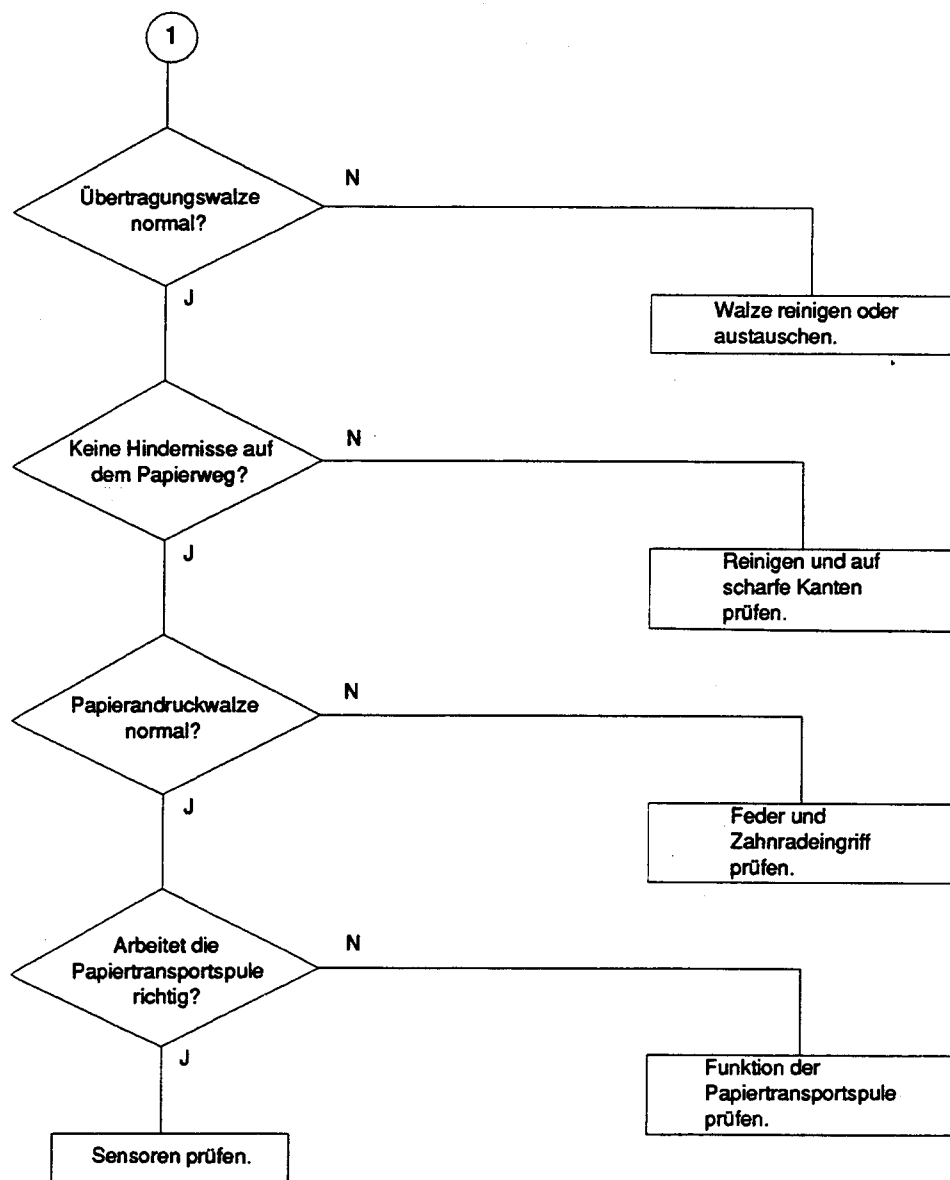 1
Übertragungswalze
normal?
N
J
Walze reinigen oder
austauschen.
Keine Hindernisse auf
dem Papierweg?
N
J
Reinigen und auf
scharfe Kanten
prüfen.
Papierandruckwalze
normal?
N
J
Feder und
Zahnradeingriff
prüfen.
Arbeitet die
Papiertransportspule
richtig?
N
J
Funktion der
Papiertransportspule
prüfen.
Sensoren prüfen.